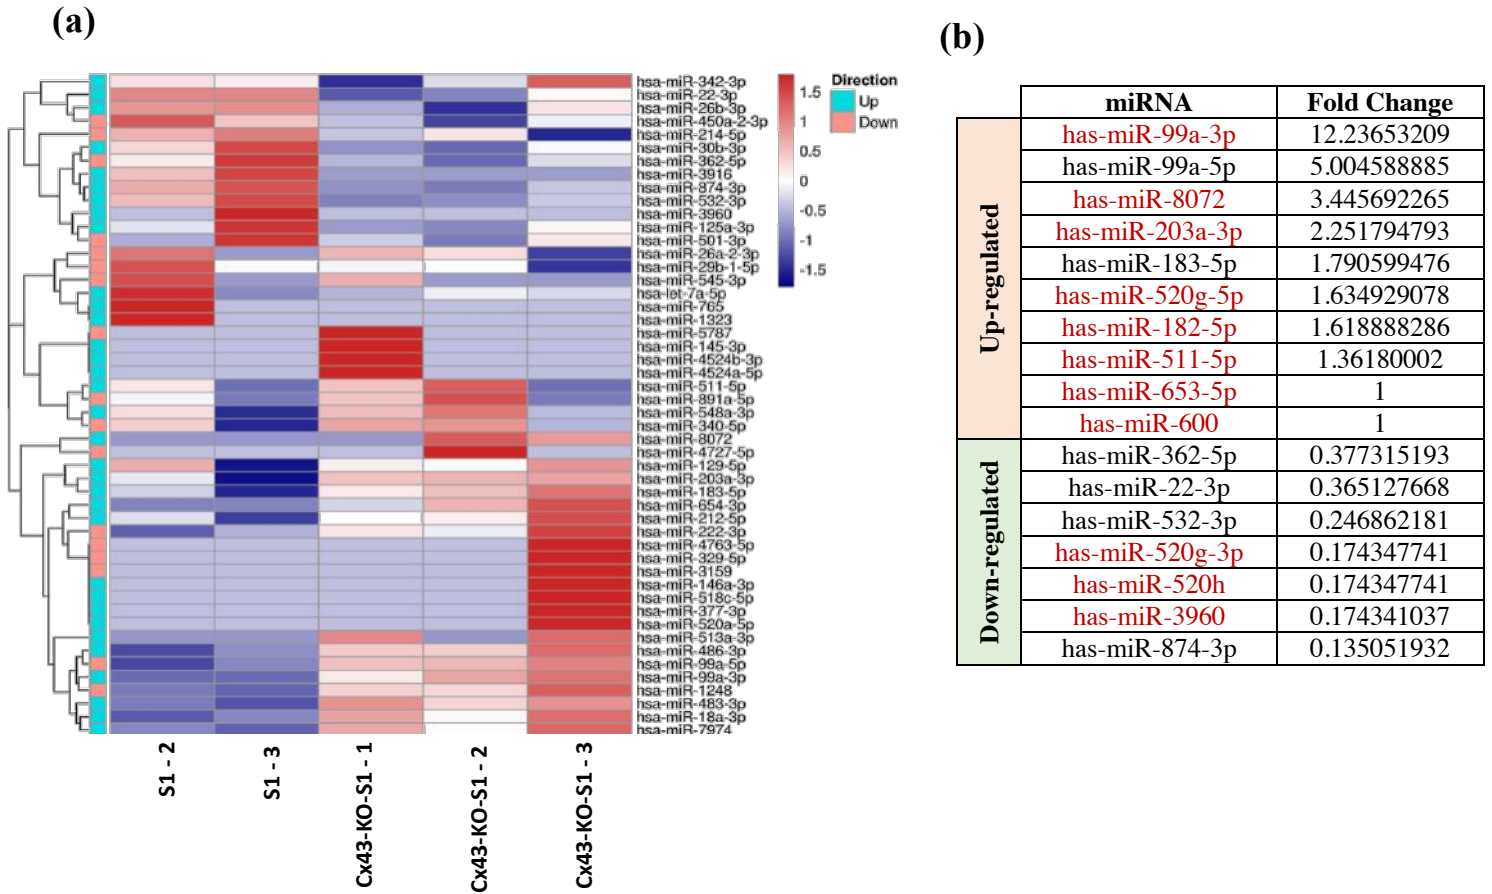 (a)
(b)
hsa-miR-342-3p
hsa-miR-22-3p
hsa-miR-26b-3p
hsa-miR-450a-2-3p
hsa-miR-214-5p
hsa-miR-30b-3p
hsa-miR-362-5p
hsa-miR-3916
hsa-miR-874-3p
hsa-miR-532-3p
hsa-miR-3960
hsa-miR-125a-3p
hsa-miR-501-3p
hsa-miR-26a-2-3p
hsa-miR-29b-1-5p
hsa-miR-545-3p
hsa-let-7a-5p
hsa-miR-765
hsa-miR-1323
hsa-miR-5787
hsa-miR-145-3p
hsa-miR-4524b-3p
hsa-miR-4524a-5p
hsa-miR-511-5p
hsa-miR-891a-5p
hsa-miR-548a-3p
hsa-miR-340-5p
hsa-miR-8072
hsa-miR-4727-5p
hsa-miR-129-5p
hsa-miR-203a-3p
hsa-miR-183-5p
hsa-miR-654-3p
hsa-miR-212-5p
hsa-miR-222-3p
hsa-miR-4763-5p
hsa-miR-329-5p
hsa-miR-3159
hsa-miR-146a-3p
hsa-miR-518c-5p
hsa-miR-377-3p
hsa-miR-520a-5p
hsa-miR-513a-3p
hsa-miR-486-3p
hsa-miR-99a-5p
hsa-miR-99a-3p
hsa-miR-1248
hsa-miR-483-3p
hsa-miR-18a-3p
hsa-miR-7974
1.5
1
0.5
0
-0.5
-1
-1.5
Direction
Up
Down
S1 - 2
S1 - 3
Cx43-KO-S1 - 1
Cx43-KO-S1 - 2
Cx43-KO-S1 - 3
miRNA Fold Change
Up-regulated
has-miR-99a-3p 12.23653209
has-miR-99a-5p 5.004588885
has-miR-8072 3.445692265
has-miR-203a-3p 2.251794793
has-miR-183-5p 1.790599476
has-miR-520g-5p 1.634929078
has-miR-182-5p 1.618888286
has-miR-511-5p 1.36180002
has-miR-653-5p 1
has-miR-600 1
Down-regulated
has-miR-362-5p 0.377315193
has-miR-22-3p 0.365127668
has-miR-532-3p 0.246862181
has-miR-520g-3p 0.174347741
has-miR-520h 0.174347741
has-miR-3960 0.174341037
has-miR-874-3p 0.135051932